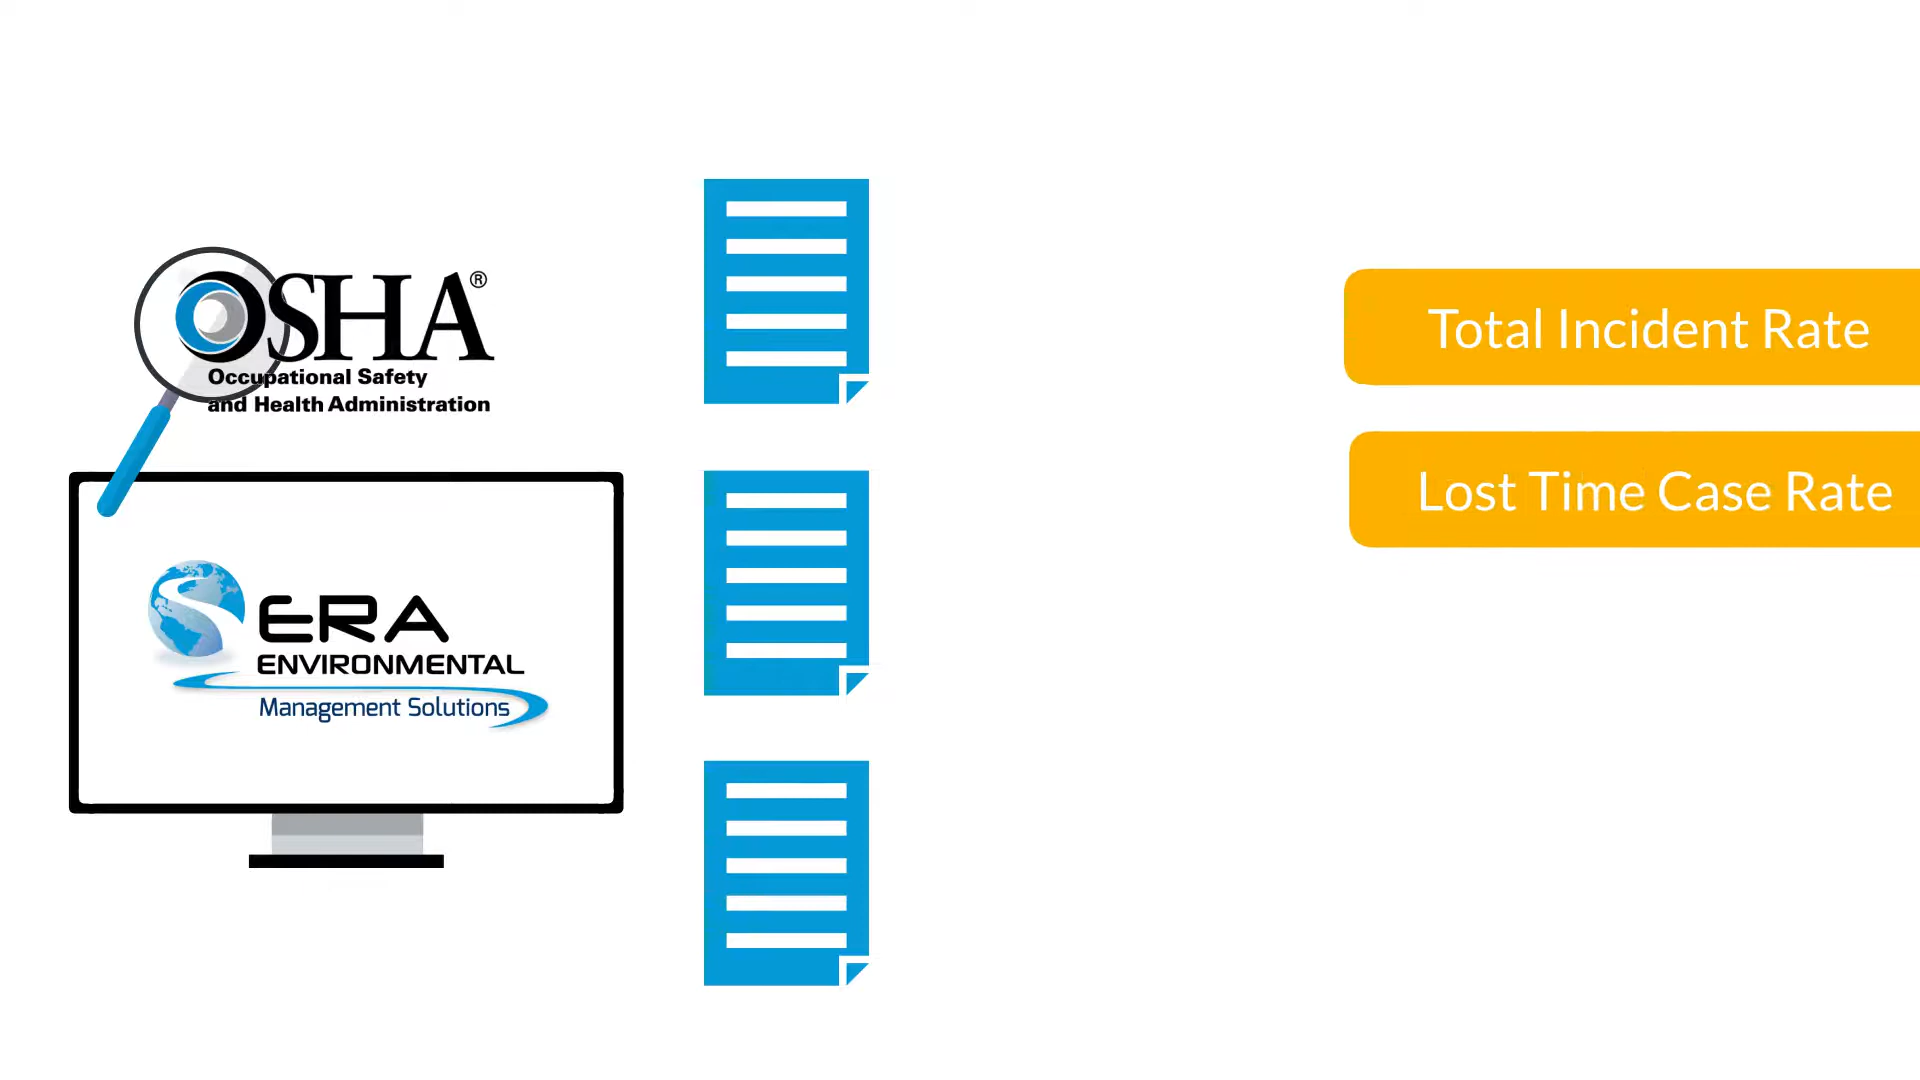 OSHA®
Occupational Safety
and Health Administration
ERA
ENVIRONMENTAL
Management Solutions
Total Incident Rate
Lost Time Case Rate